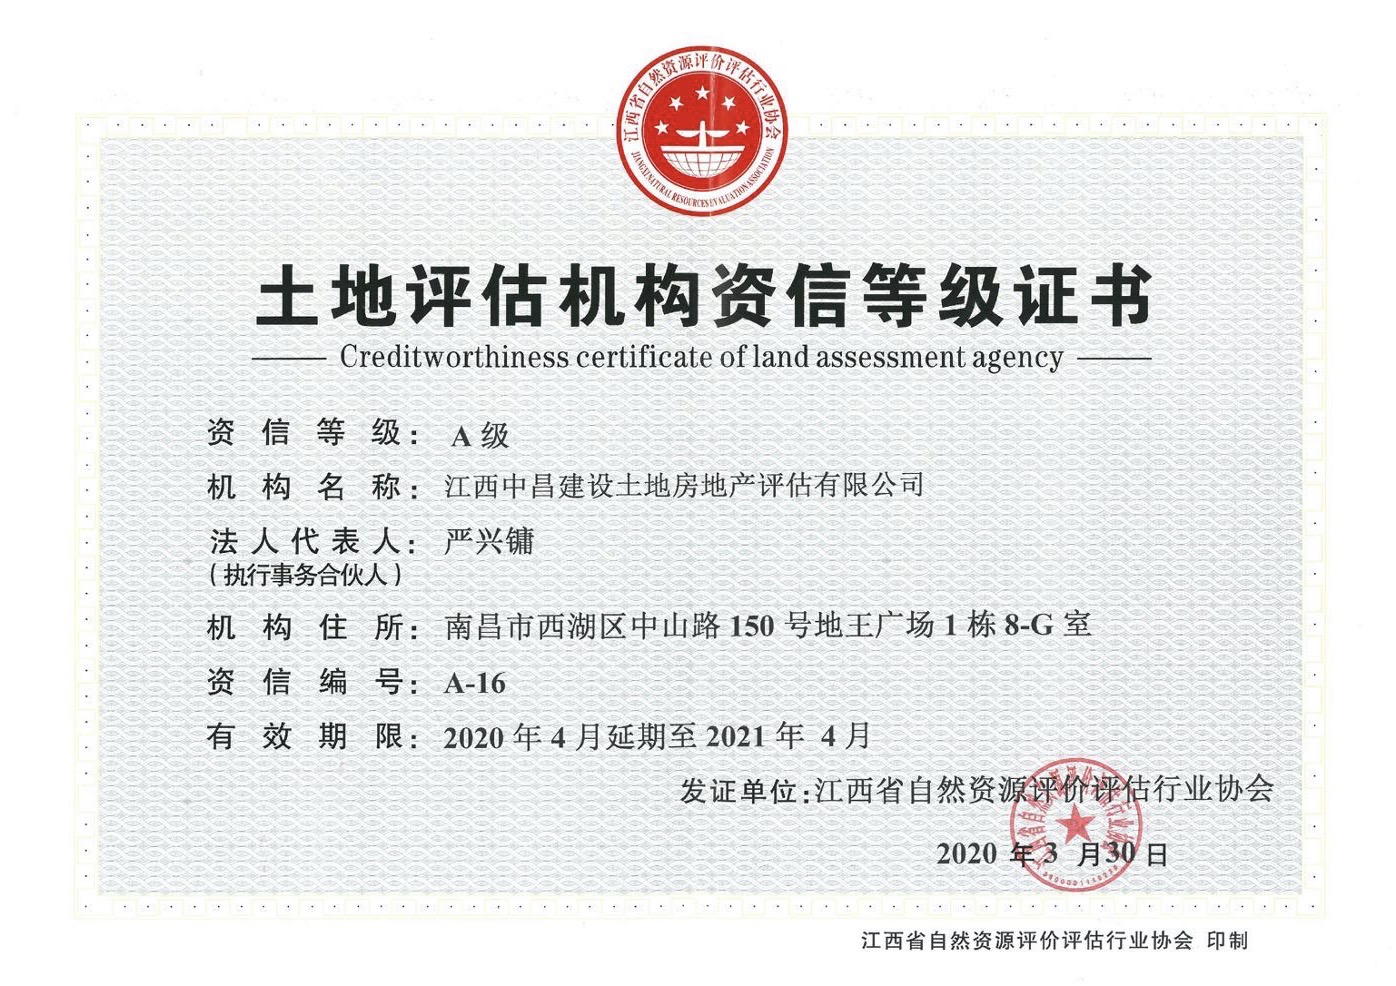 江西省自然资源评价评估行业协会
JIANGXI NATURAL RESOURCES EVALUATION ASSOCIATION
土地评估机构资信等级证书
Creditworthiness certificate of land assessment agency
资信等级： A 级
机构名称： 江西中昌建设土地房地产评估有限公司
法人代表人： 严兴镛
（执行事务合伙人）
机构住所： 南昌市西湖区中山路 150 号地王广场 1 栋 8-G 室
资信编号： A-16
有效期限： 2020 年 4 月延期至 2021 年 4 月
发证单位:江西省自然资源评价评估行业协会
2020 年 3 月 30 日
江西省自然资源评价评估行业协会 印制